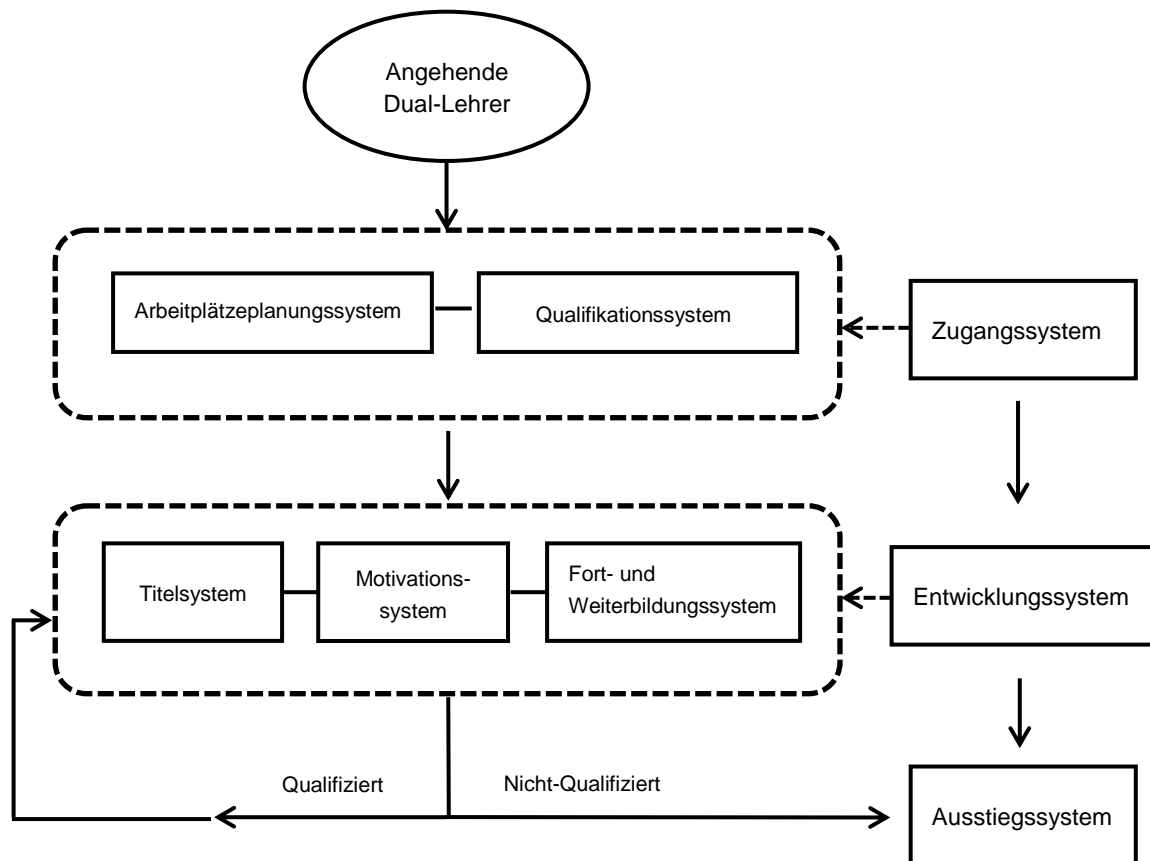 Angehende
Dual-Lehrer
Arbeitplätzeplanungssystem
Qualifikationssystem
Zugangssystem
Titelsystem
Motivations-
system
Fort- und
Weiterbildungssystem
Entwicklungssystem
Qualifiziert
Nicht-Qualifiziert
Ausstiegssystem